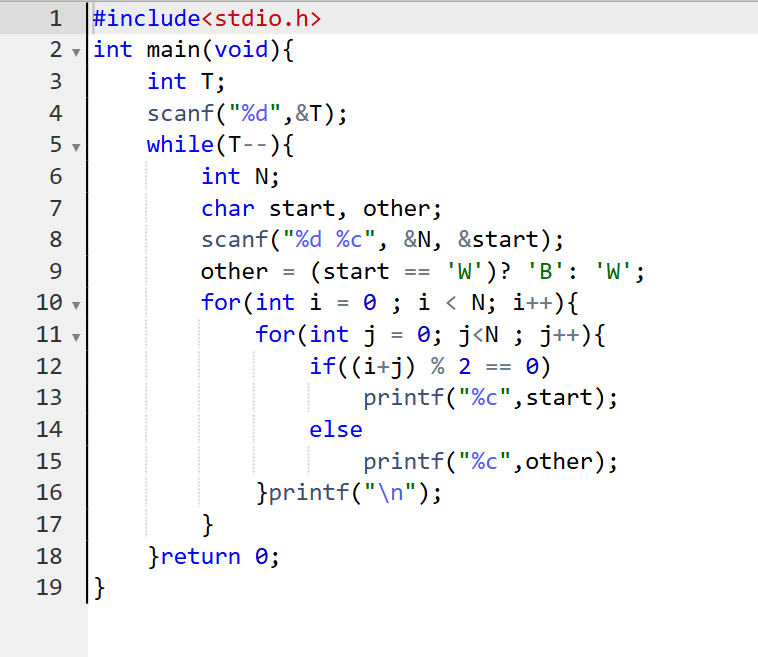 1 #include<stdio.h>
2 int main(void){
3     int T;
4     scanf("%d",&T);
5     while(T--){
6         int N;
7         char start, other;
8         scanf("%d %c", &N, &start);
9         other = (start == 'W')? 'B': 'W';
10         for(int i = 0 ; i < N; i++){
11             for(int j = 0; j<N ; j++){
12                 if((i+j) % 2 == 0)
13                     printf("%c",start);
14                 else
15                     printf("%c",other);
16             }printf("\n");
17         }
18     }return 0;
19 }